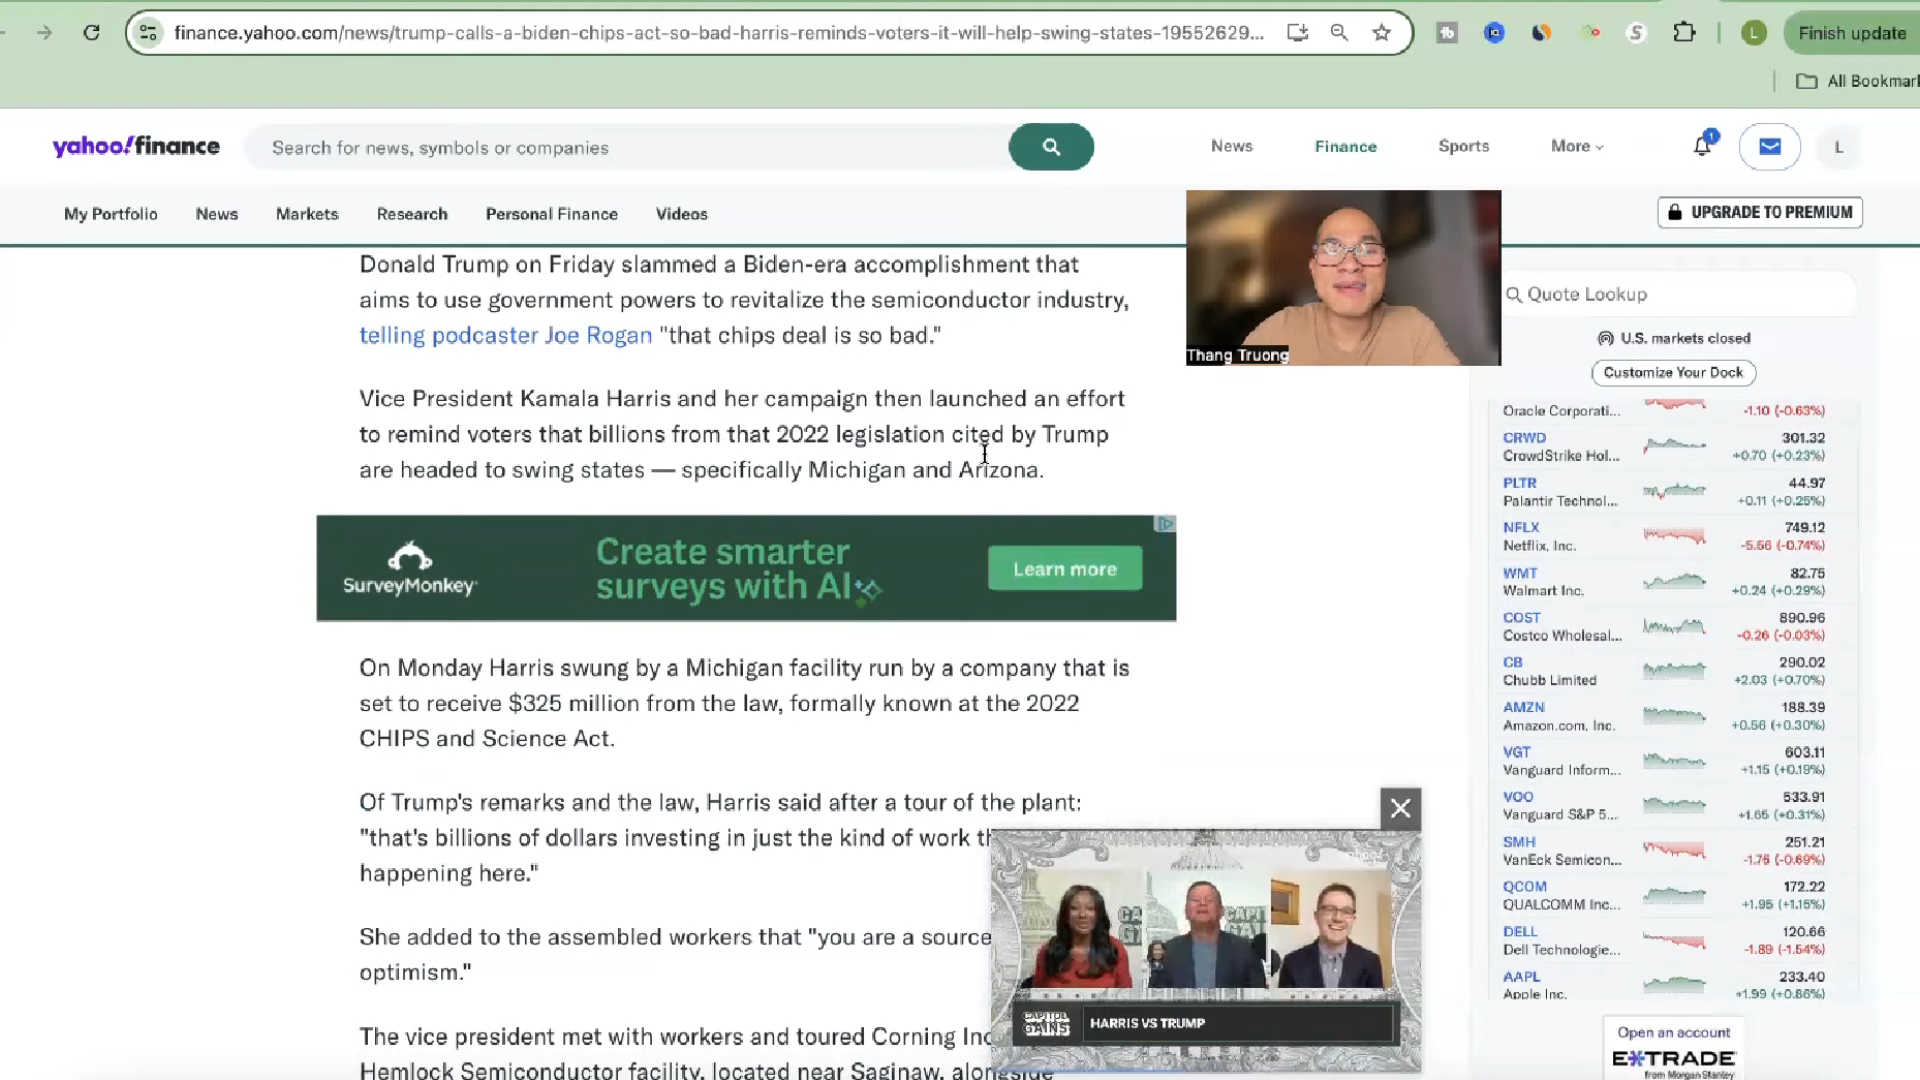 finance.yahoo.com/news/trump-calls-a-biden-chips-act-so-bad-harris-reminds-voters-it-will-help-swing-states-19552629...
L
Finish update
All Bookmark
yahoo!finance
Search for news, symbols or companies
News
Finance
Sports
More
1
L
My Portfolio
News
Markets
Research
Personal Finance
Videos
UPGRADE TO PREMIUM
Donald Trump on Friday slammed a Biden-era accomplishment that
aims to use government powers to revitalize the semiconductor industry,
telling podcaster Joe Rogan "that chips deal is so bad."
Vice President Kamala Harris and her campaign then launched an effort
to remind voters that billions from that 2022 legislation cited by Trump
are headed to swing states — specifically Michigan and Arizona.
SurveyMonkey
Create smarter
surveys with AI
Learn more
On Monday Harris swung by a Michigan facility run by a company that is
set to receive $325 million from the law, formally known at the 2022
CHIPS and Science Act.
Of Trump's remarks and the law, Harris said after a tour of the plant:
"that's billions of dollars investing in just the kind of work
happening here."
She added to the assembled workers that "you are a source
optimism."
The vice president met with workers and toured Corning
Hemlock Semiconductor facility, located near Saginaw, alongside
Thang Truong
CAPITOL
GAINS
HARRIS VS TRUMP
Quote Lookup
U.S. markets closed
Customize Your Dock
Oracle Corporati... -1.10 (-0.63%)
CRWD 301.32
CrowdStrike Hol... +0.70 (+0.23%)
PLTR 44.97
Palantir Technol... +0.11 (+0.25%)
NFLX 749.12
Netflix, Inc. -5.56 (-0.74%)
WMT 82.75
Walmart Inc. +0.24 (+0.29%)
COST 890.96
Costco Wholesal... -0.26 (-0.03%)
CB 290.02
Chubb Limited +2.03 (+0.70%)
AMZN 188.39
Amazon.com, Inc. +0.56 (+0.30%)
VGT 603.11
Vanguard Inform... +1.15 (+0.19%)
VOO 533.91
Vanguard S&P 5... +1.65 (+0.31%)
SMH 251.21
VanEck Semicon... -1.76 (-0.69%)
QCOM 172.22
QUALCOMM Inc... +1.95 (+1.15%)
DELL 120.66
Dell Technologie... -1.89 (-1.54%)
AAPL 233.40
Apple Inc. +1.99 (+0.86%)
Open an account
E*TRADE
from Morgan Stanley